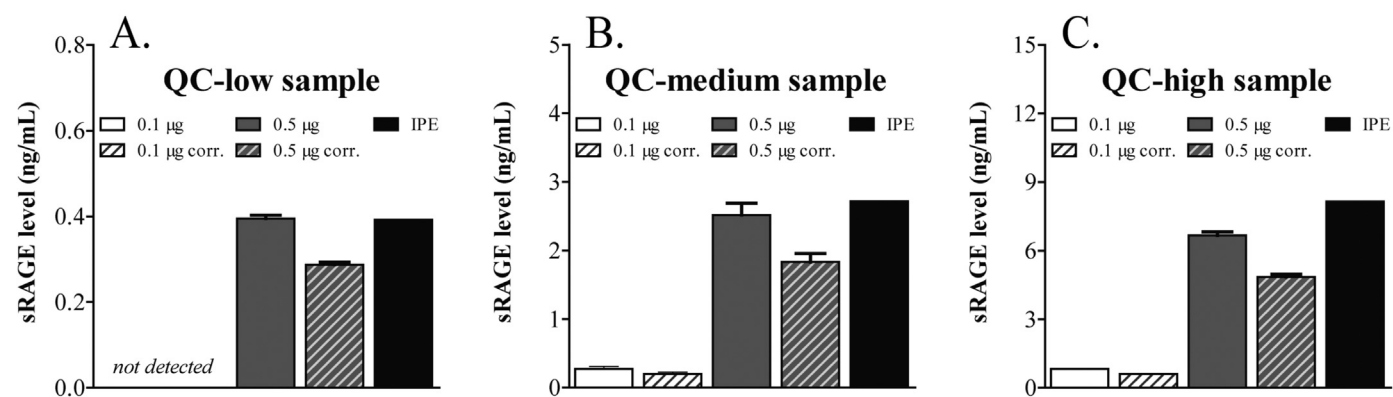 A.
QC-low sample
sRAGE level (ng/mL)
0.8
0.6
0.4
0.2
0.0
0.1 µg
0.5 µg
IPE
0.1 µg corr.
0.5 µg corr.
not detected
B.
QC-medium sample
sRAGE level (ng/mL)
5
4
3
2
1
0
0.1 µg
0.5 µg
IPE
0.1 µg corr.
0.5 µg corr.
C.
QC-high sample
sRAGE level (ng/mL)
15
12
9
6
3
0
0.1 µg
0.5 µg
IPE
0.1 µg corr.
0.5 µg corr.